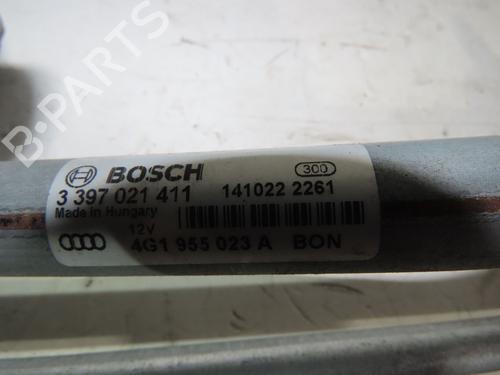 BOSCH
300
3 397 021 411
141022 2261
Made in Hungary
12V
4G1 955 023 A BON
B-PARTS